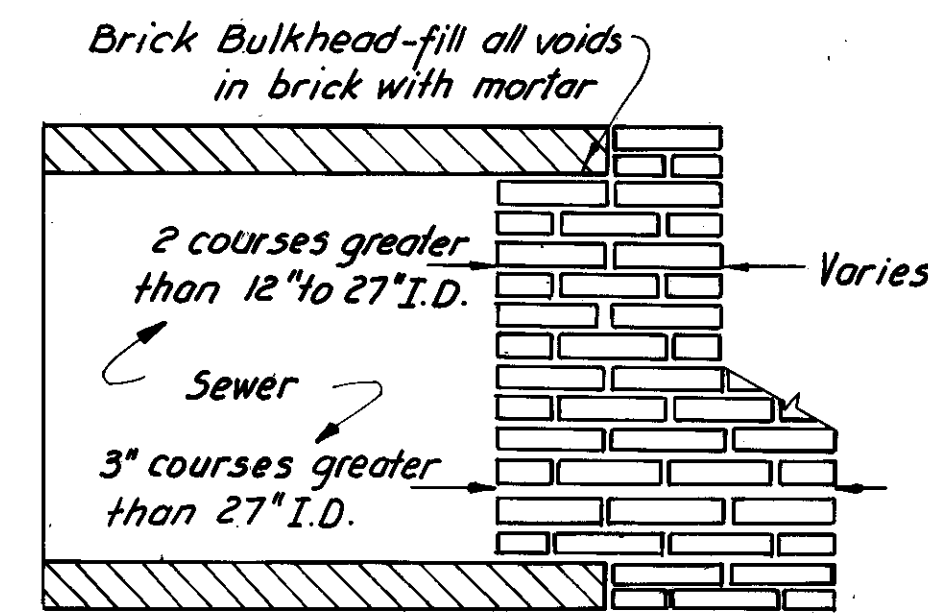 Brick Bulkhead-fill all voids
in brick with mortar
2 courses greater
than 12" to 27" I.D.
Varies
Sewer
3" courses greater
than 27" I.D.